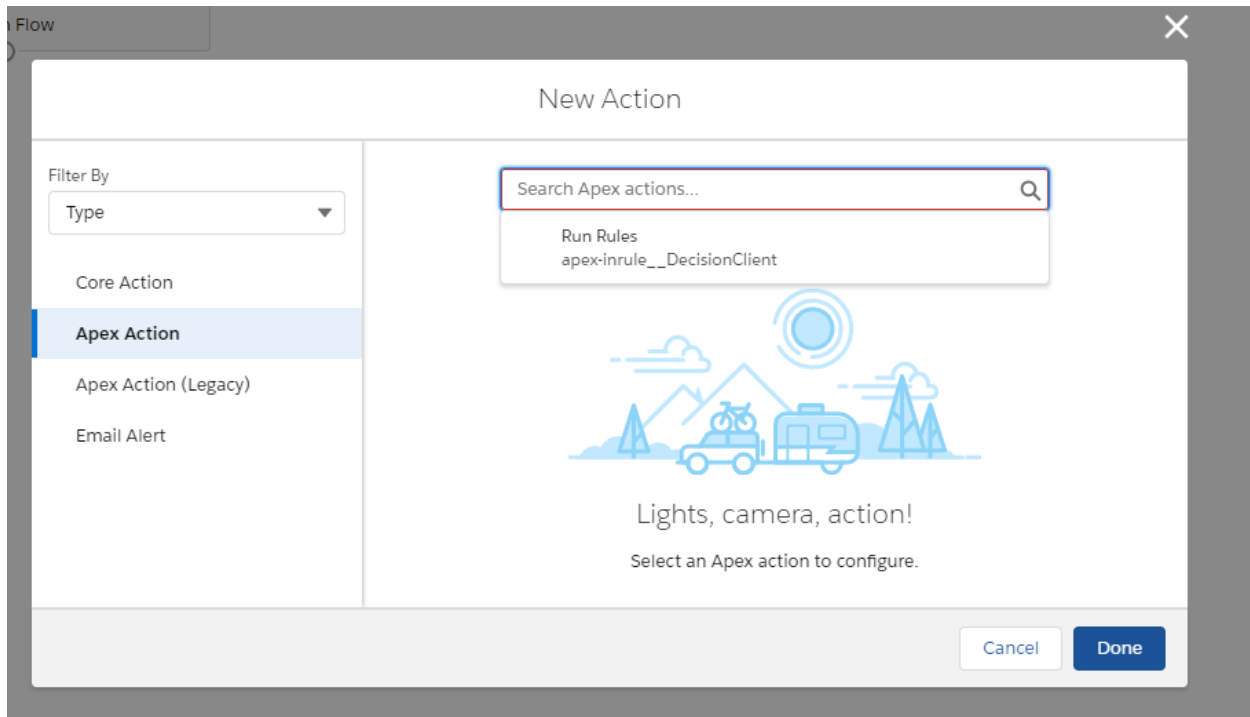 Flow
New Action
Filter By
Type
Core Action
Apex Action
Apex Action (Legacy)
Email Alert
Search Apex actions...
Run Rules
apex-inrule__DecisionClient
Lights, camera, action!
Select an Apex action to configure.
Cancel
Done